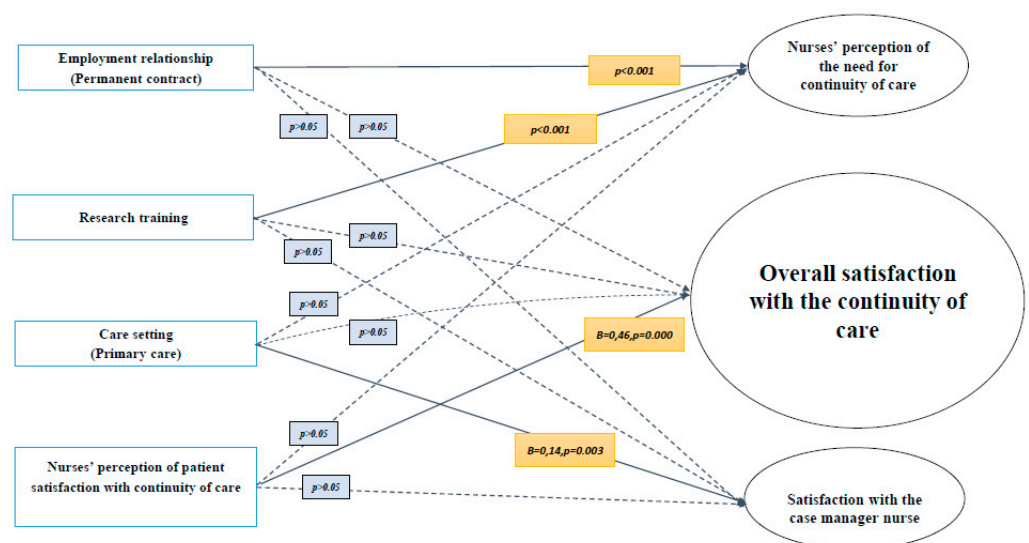 Employment relationship
(Permanent contract)
Nurses’ perception of
the need for
continuity of care
p<0.001
p>0.05
p>0.05
p<0.001
Research training
p>0.05
p>0.05
Overall satisfaction
with the continuity of
care
p>0.05
p>0.05
B=0,46,p=0.000
Care setting
(Primary care)
p>0.05
B=0,14,p=0.003
Nurses’ perception of patient
satisfaction with continuity of care
p>0.05
Satisfaction with the
case manager nurse